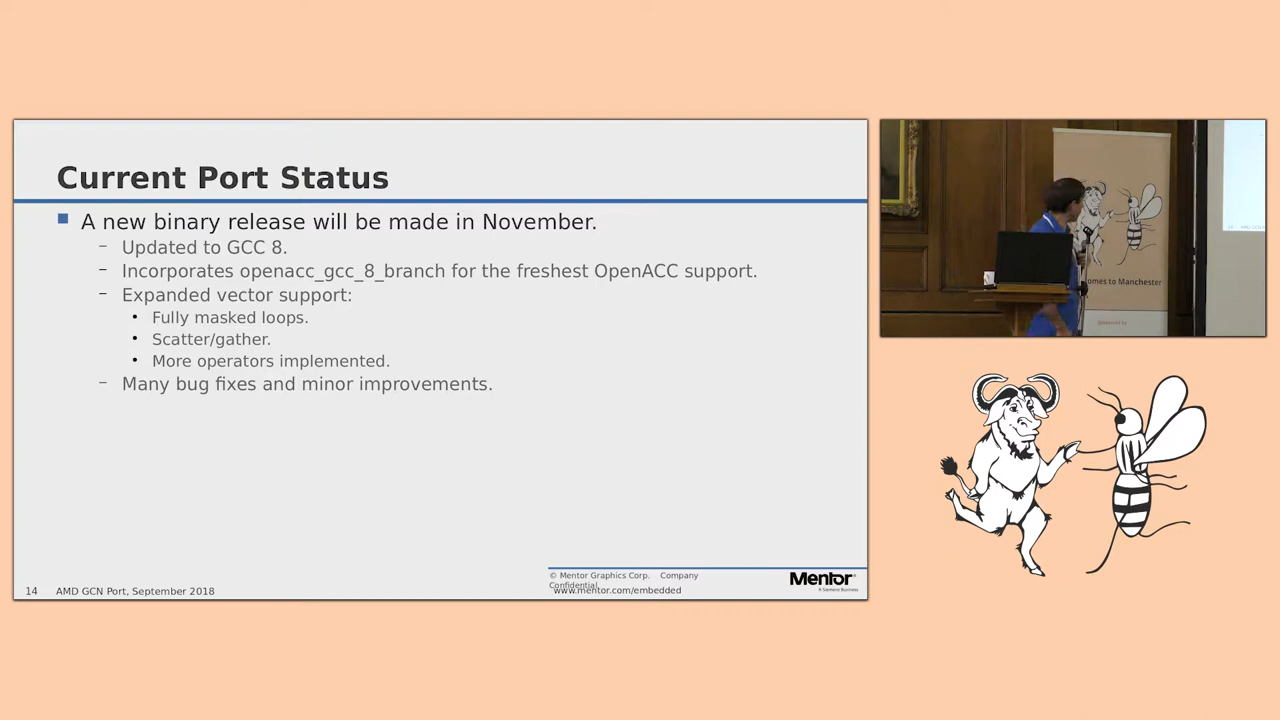 Current Port Status
A new binary release will be made in November.
– Updated to GCC 8.
– Incorporates openacc_gcc_8_branch for the freshest OpenACC support.
– Expanded vector support:
• Fully masked loops.
• Scatter/gather.
• More operators implemented.
– Many bug fixes and minor improvements.
14 AMD GCN Port, September 2018
© Mentor Graphics Corp. Company
Confidential
www.mentor.com/embedded
Mentor
A Siemens Business
omes to Manchester